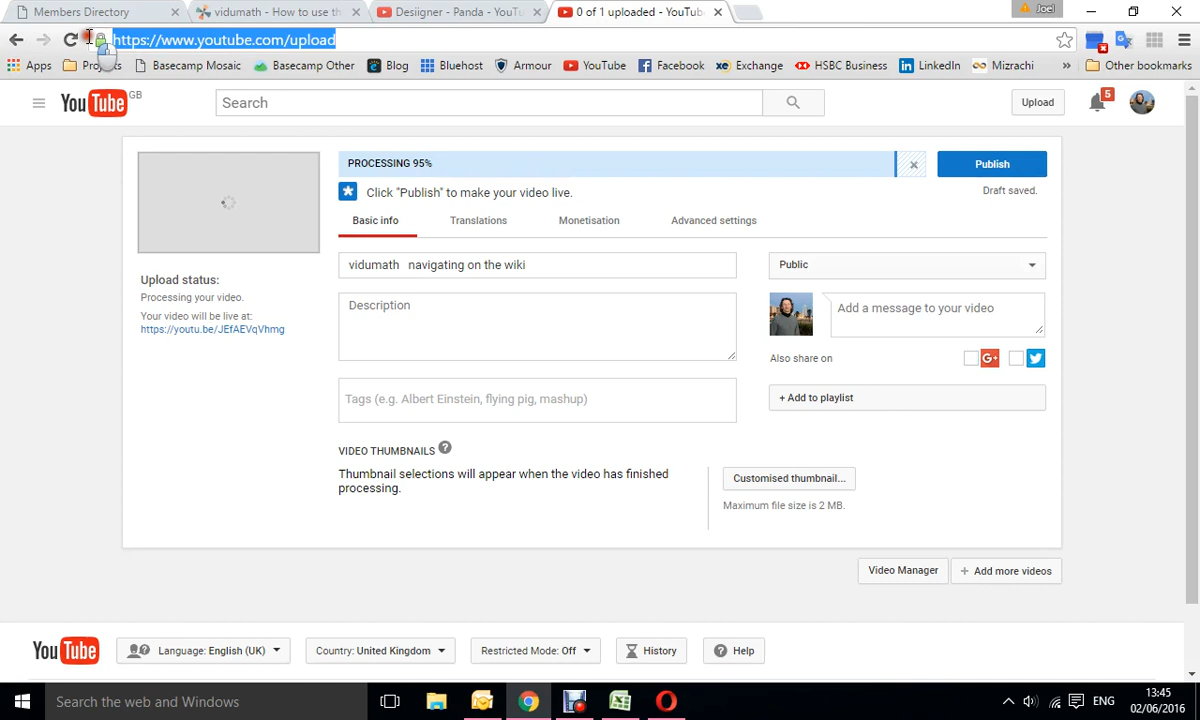 Members Directory
vidumath - How to use th
Desiigner - Panda - YouTu
0 of 1 uploaded - YouTub
Joel
https://www.youtube.com/upload
Apps
Basecamp Mosaic
Basecamp Other
Blog
Bluehost
Armour
YouTube
Facebook
Exchange
HSBC Business
LinkedIn
Mizrachi
»
Other bookmarks
YouTube GB
Search
Upload
5
PROCESSING 95%
Publish
Click "Publish" to make your video live.
Draft saved.
Basic info
Translations
Monetisation
Advanced settings
vidumath navigating on the wiki
Public
Upload status:
Processing your video.
Your video will be live at:
https://youtu.be/JEfAEVqVhmg
Description
Add a message to your video
Also share on
G+
Tags (e.g. Albert Einstein, flying pig, mashup)
+ Add to playlist
VIDEO THUMBNAILS ?
Thumbnail selections will appear when the video has finished
processing.
Customised thumbnail...
Maximum file size is 2 MB.
Video Manager
+ Add more videos
YouTube
Language: English (UK)
Country: United Kingdom
Restricted Mode: Off
History
Help
Search the web and Windows
ENG
13:45
02/06/2016